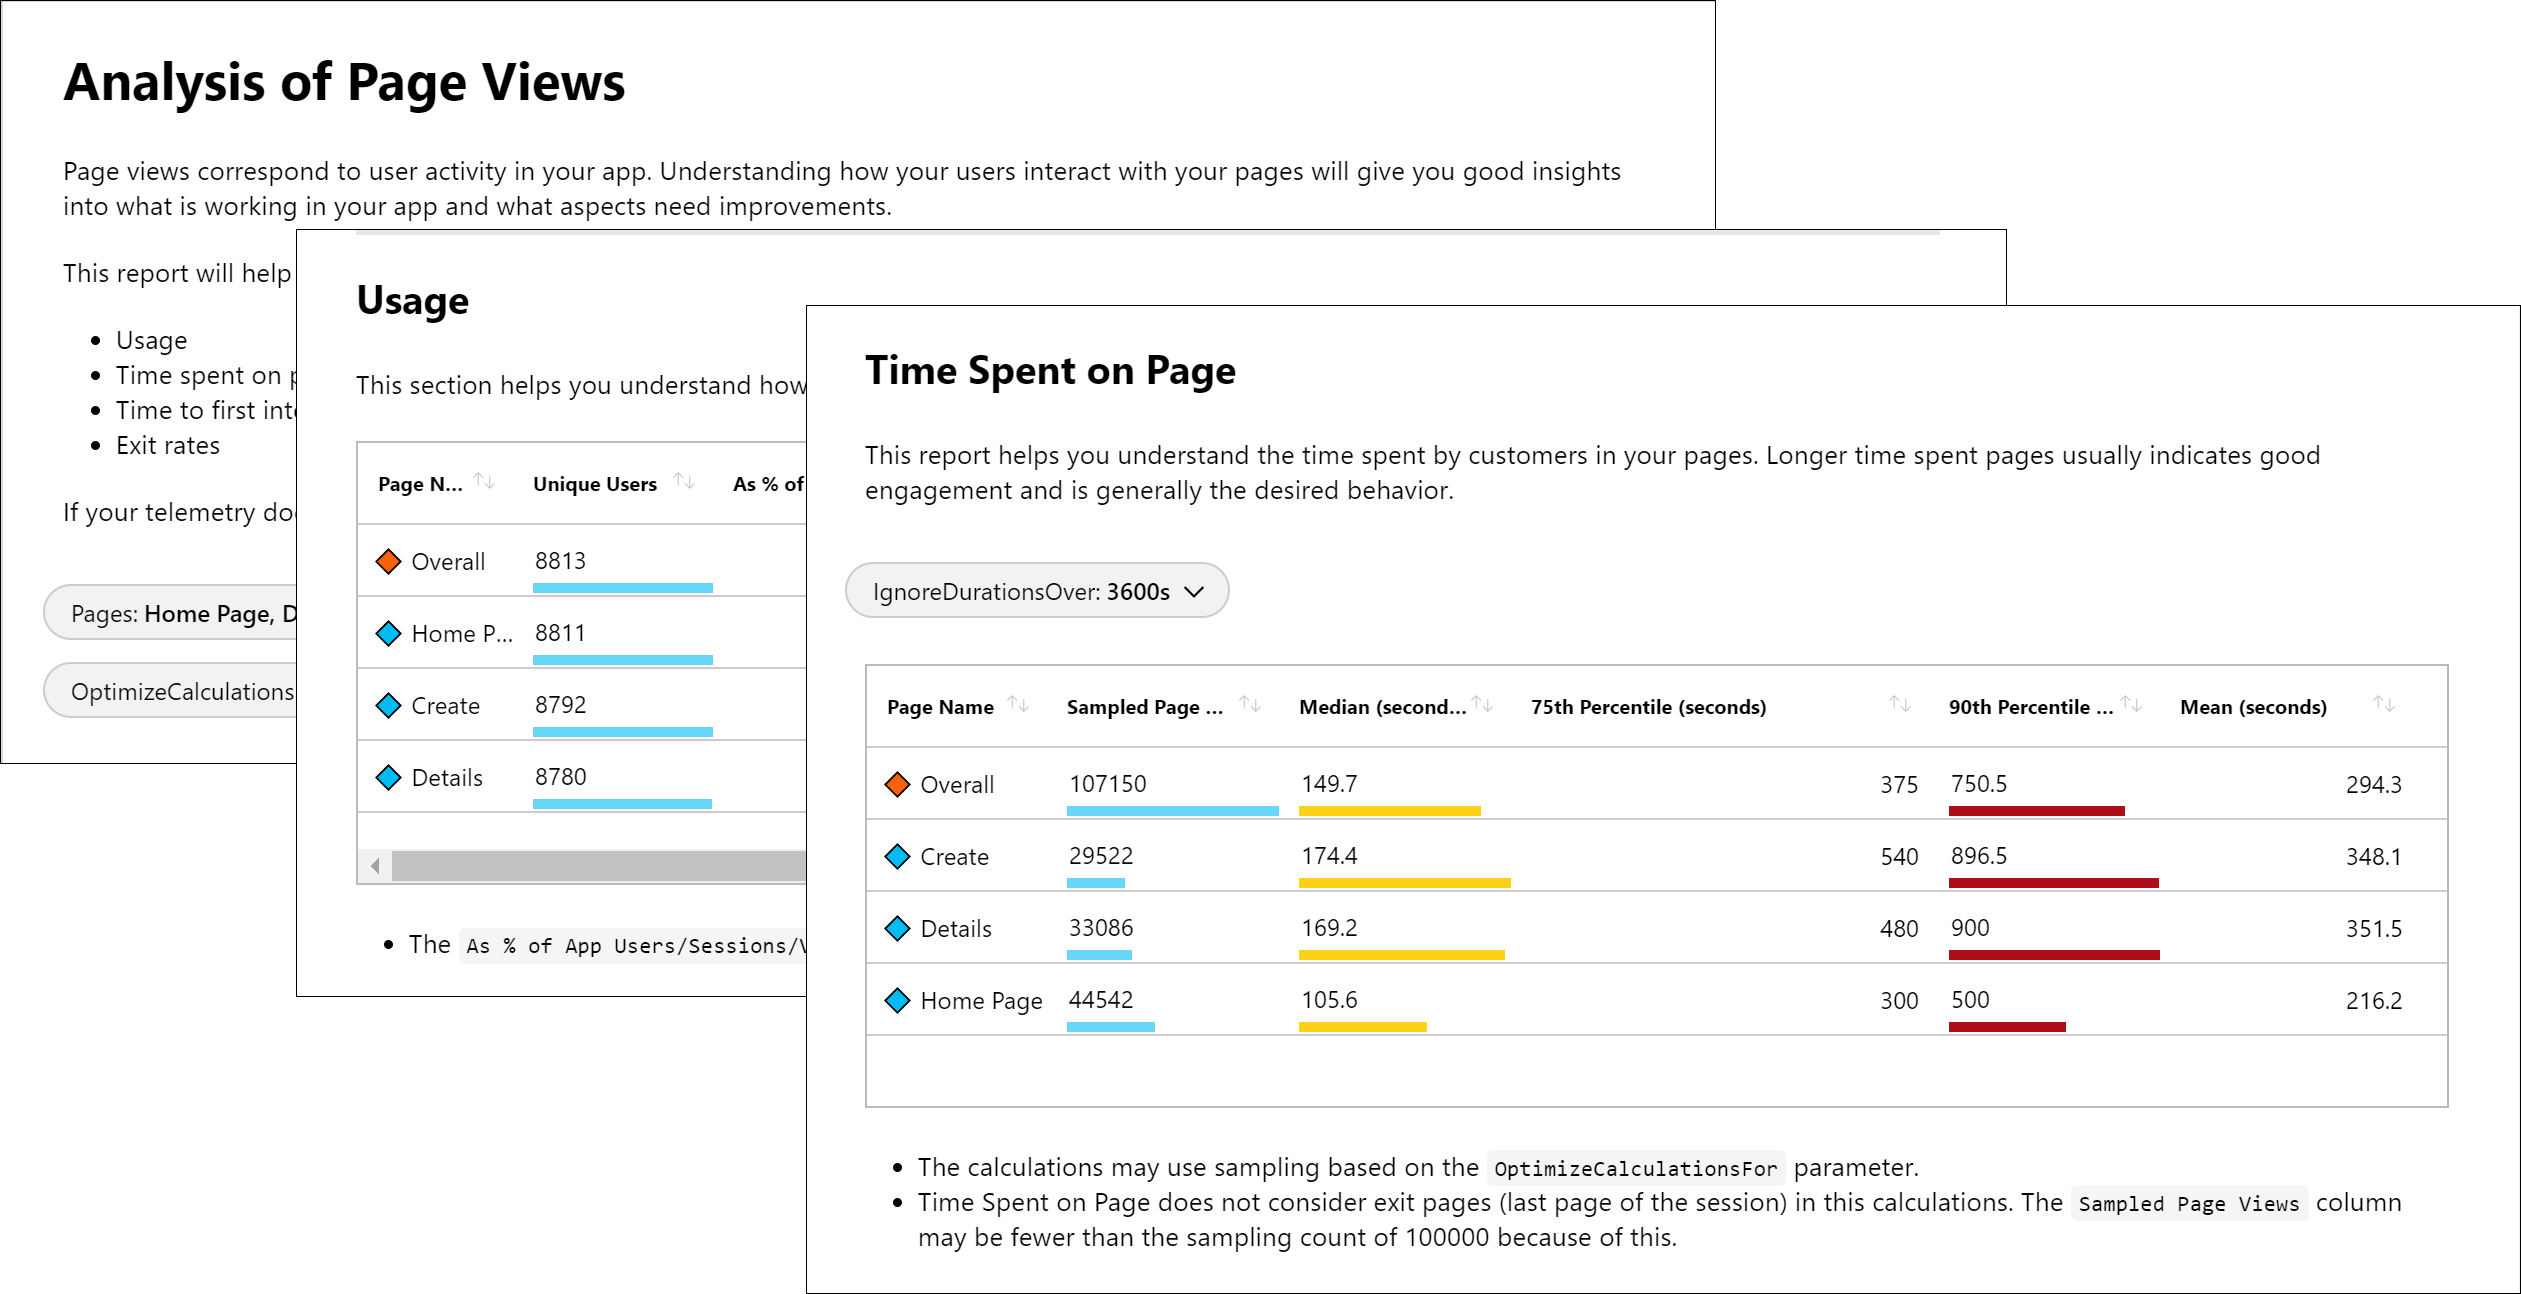 Analysis of Page Views
Page views correspond to user activity in your app. Understanding how your users interact with your pages will give you good insights
into what is working in your app and what aspects need improvements.
This report will help
• Usage
• Time spent on
• Time to first
• Exit rates
If your telemetry
Pages: Home Page,
OptimizeCalculations
Usage
This section helps you understand how
Page N... Unique Users As % of
Overall 8813
Home P... 8811
Create 8792
Details 8780
• The As % of App Users/Sessions/
Time Spent on Page
This report helps you understand the time spent by customers in your pages. Longer time spent pages usually indicates good
engagement and is generally the desired behavior.
IgnoreDurationsOver: 3600s
Page Name Sampled Page ... Median (second... 75th Percentile (seconds) 90th Percentile ... Mean (seconds)
Overall 107150 149.7 375 750.5 294.3
Create 29522 174.4 540 896.5 348.1
Details 33086 169.2 480 900 351.5
Home Page 44542 105.6 300 500 216.2
• The calculations may use sampling based on the OptimizeCalculationsFor parameter.
• Time Spent on Page does not consider exit pages (last page of the session) in this calculations. The Sampled Page Views column
may be fewer than the sampling count of 100000 because of this.